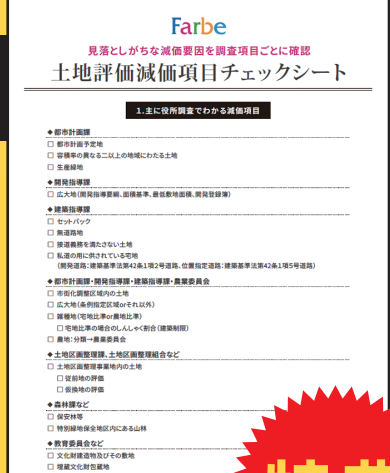 Farbe
見落としがちな減価要因を調査項目ごとに確認
土地評価減価項目チェックシート
1.主に役所調査でわかる減価項目
◆都市計画課
□ 都市計画予定地
□ 容積率の異なる二以上の地域にわたる土地
□ 生産緑地
◆開発指導課
□ 広大地（開発指導要綱、面積基準、最低敷地面積、開発登録簿）
◆建築指導課
□ セットバック
□ 無道路地
□ 接道義務を満たさない土地
□ 私道の用に供されている宅地
（開発道路：建築基準法第42条1項2号道路、位置指定道路：建築基準法第42条1項5号道路）
◆都市計画課・開発指導課・建築指導課・農業委員会
□ 市街化調整区域内の土地
□ 広大地（条例指定区域orそれ以外）
□ 雑種地（宅地比準or農地比準）
□ 宅地比準の場合のしんしゃく割合（建築制限）
□ 農地：分類→農業委員会
◆土地区画整理課、土地区画整理組合など
□ 土地区画整理事業地内の土地
□ 従前地の評価
□ 仮換地の評価
◆森林課など
□ 保安林等
□ 特別緑地保全地区内にある山林
◆教育委員会など
□ 文化財建造物及びその敷地
□ 埋蔵文化財包蔵地